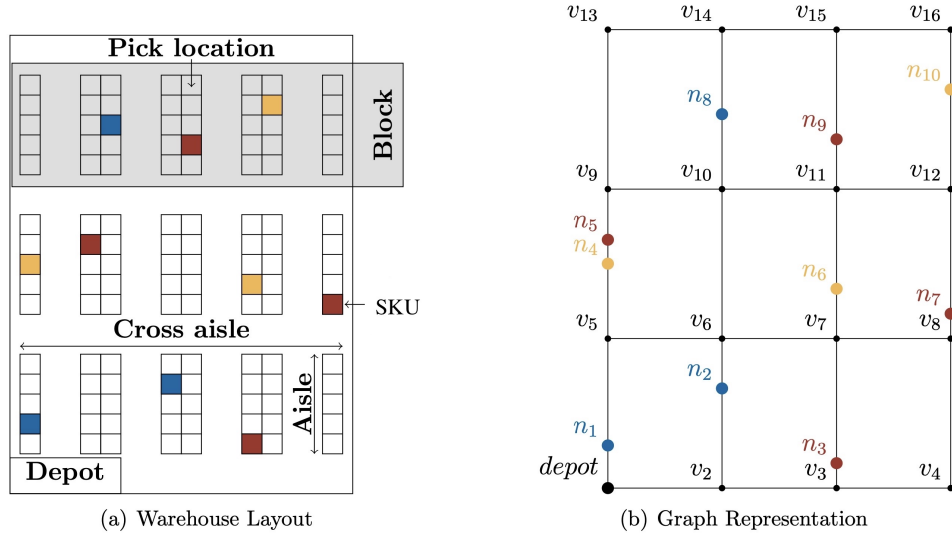 Pick location
Block
SKU
Cross aisle
Aisle
Depot
(a) Warehouse Layout
v13 v14 v15 v16
n10
n8
n9
v9 v10 v11 v12
n5
n4
n6
n7
v5 v6 v7 v8
n2
n1
n3
depot v2 v3 v4
(b) Graph Representation